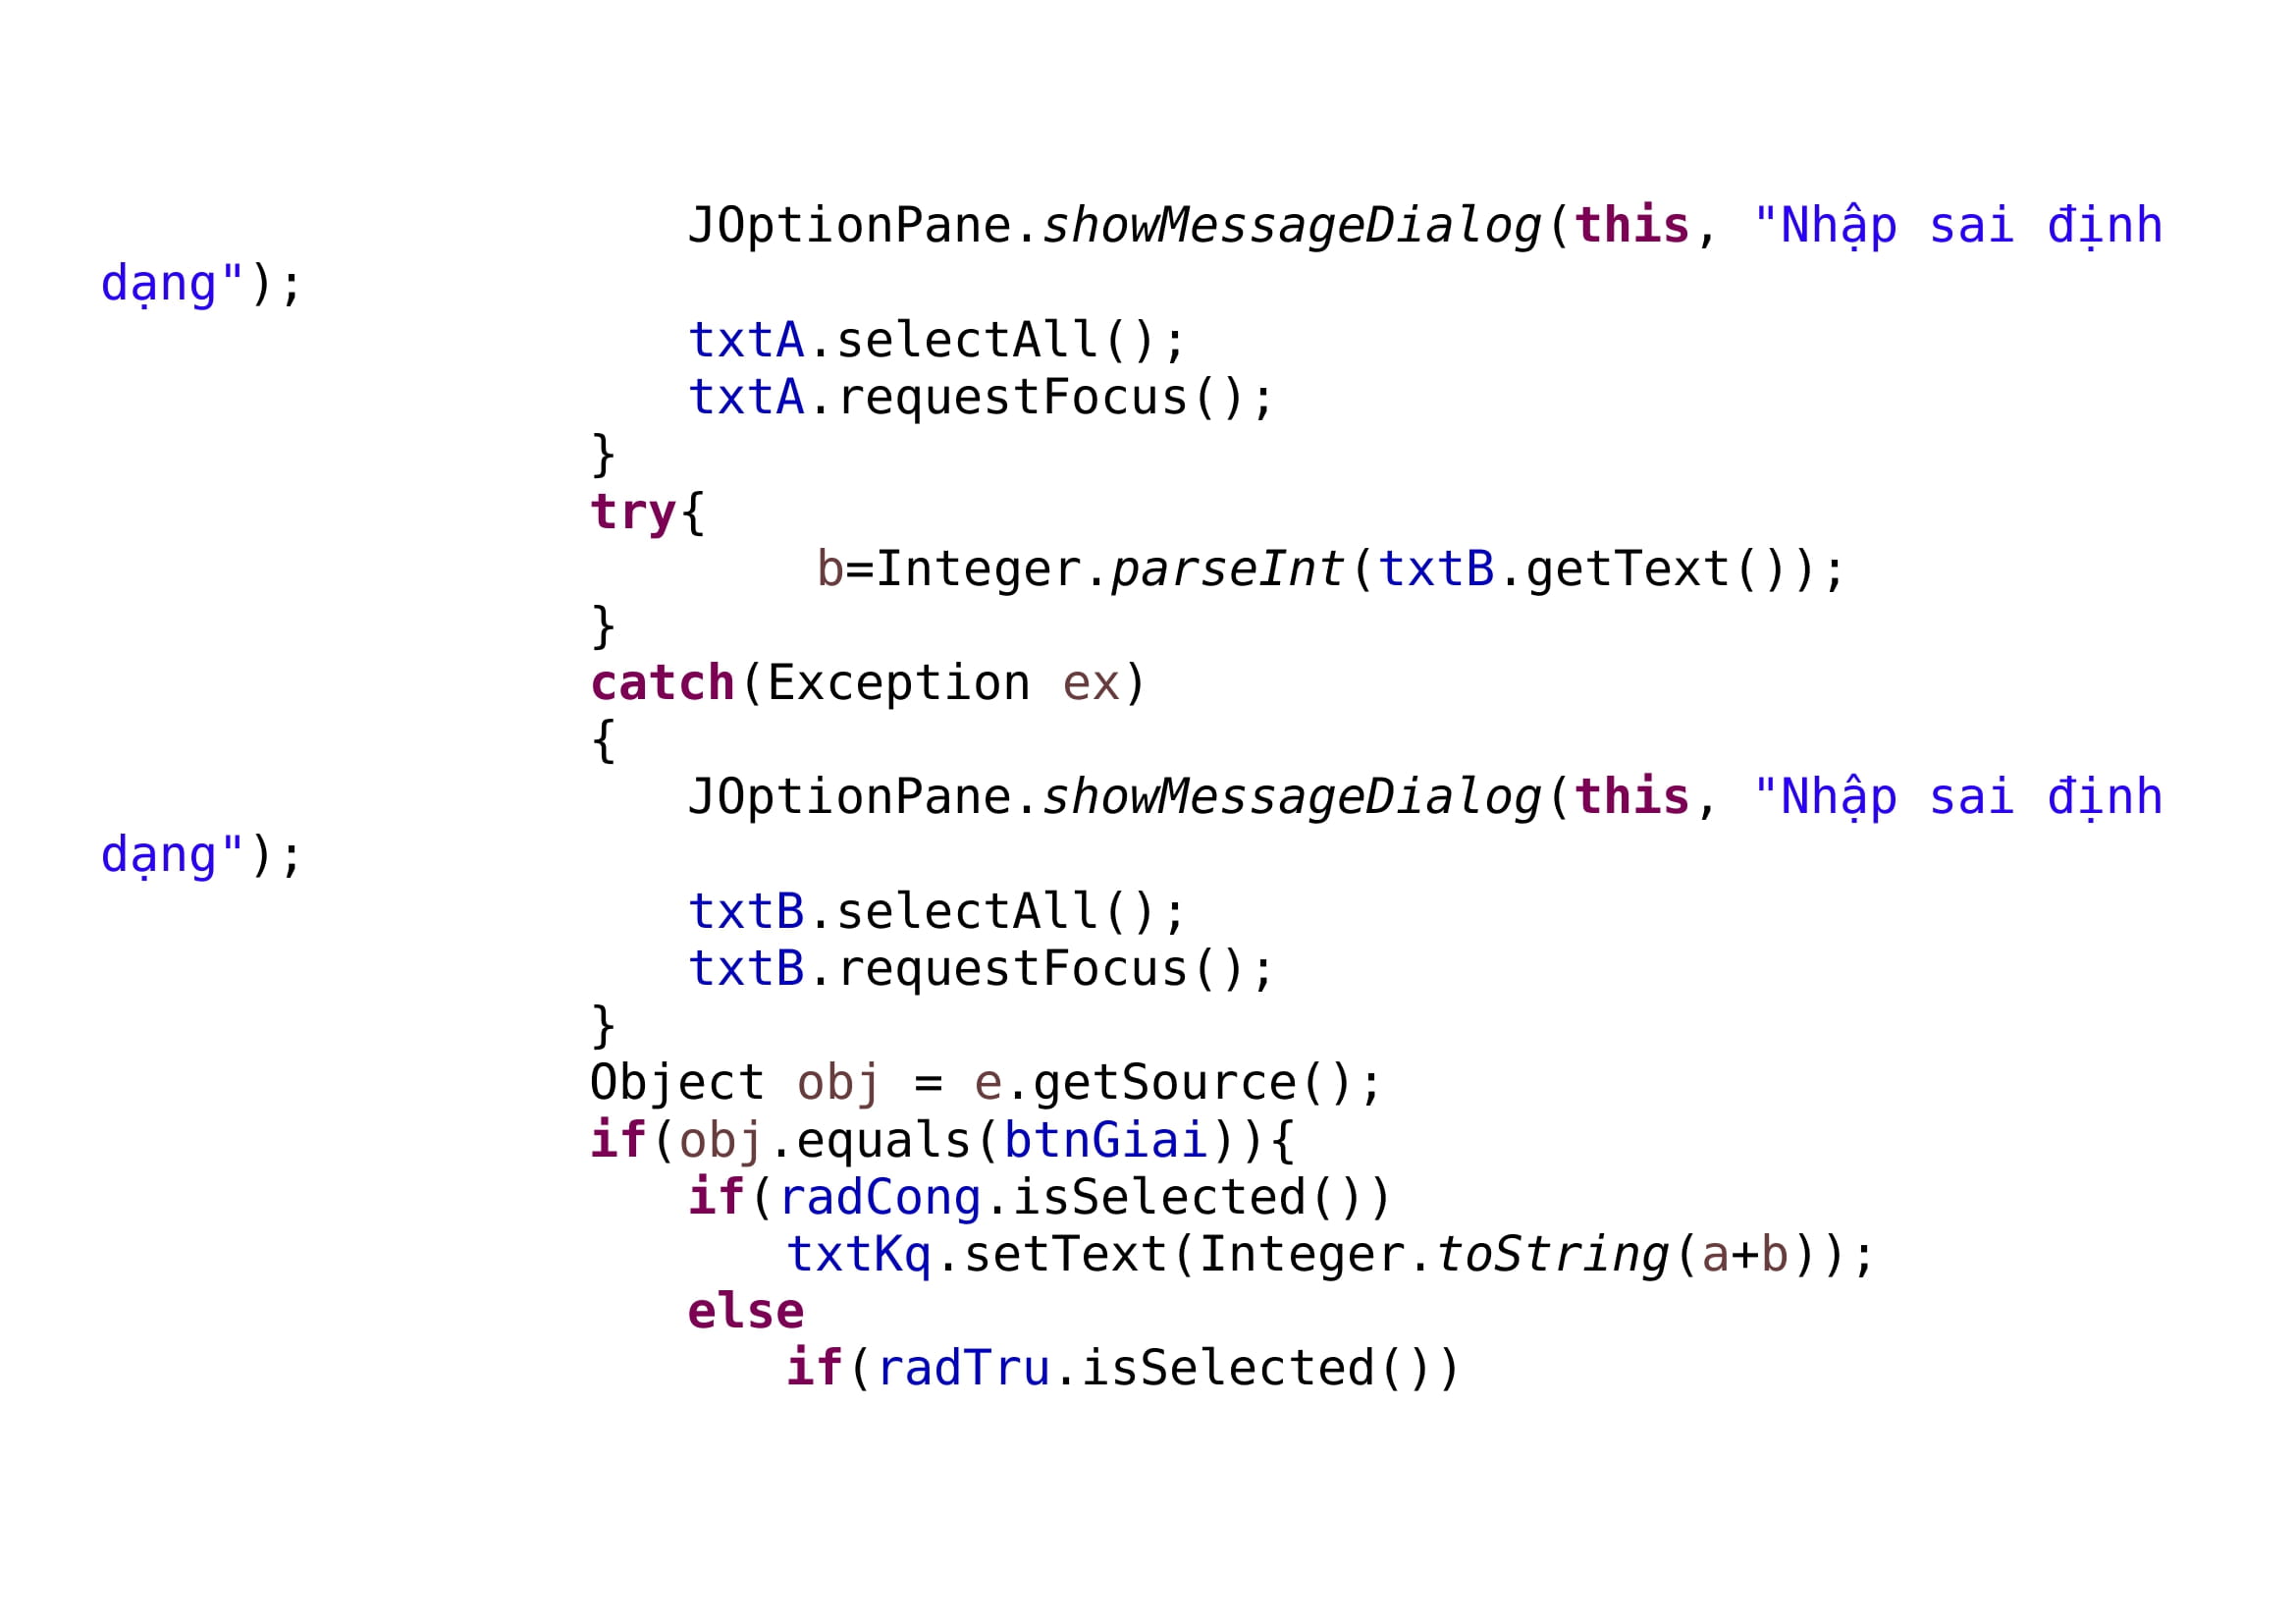 JOptionPane.showMessageDialog(this, "Nhập sai định
dạng");
txtA.selectAll();
txtA.requestFocus();
}
try{
b=Integer.parseInt(txtB.getText());
}
catch(Exception ex)
{
JOptionPane.showMessageDialog(this, "Nhập sai định
dạng");
txtB.selectAll();
txtB.requestFocus();
}
Object obj = e.getSource();
if(obj.equals(btnGiai)){
if(radCong.isSelected())
txtKq.setText(Integer.toString(a+b));
else
if(radTru.isSelected())